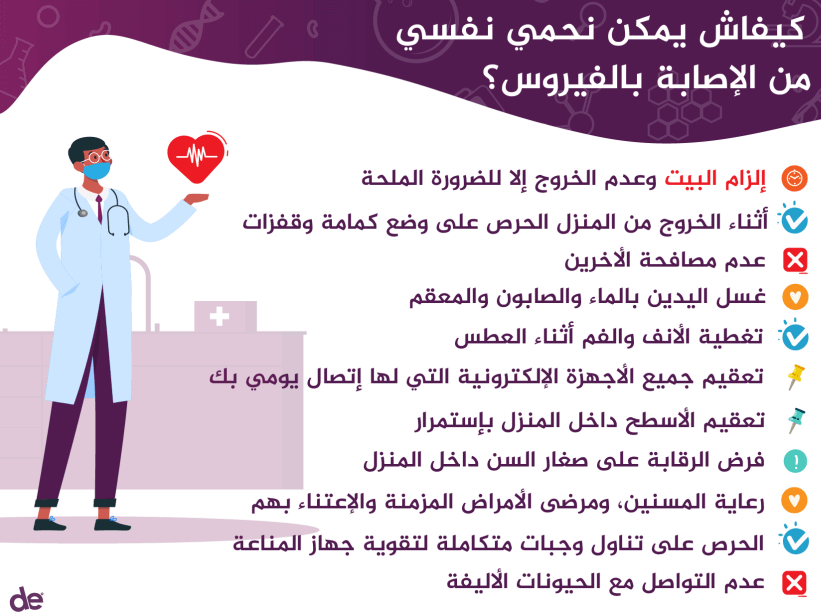 كيفاش يمكن نحمي نفسي
من الإصابة بالفيروس؟
إلزام البيت وعدم الخروج إلا للضرورة الملحة
أثناء الخروج من المنزل الحرص على وضع كمامة وقفزات
عدم مصافحة الأخرين
غسل اليدين بالماء والصابون والمعقم
تغطية الأنف والفم أثناء العطس
تعقيم جميع الأجهزة الإلكترونية التي لها إتصال يومي بك
تعقيم الأسطح داخل المنزل بإستمرار
فرض الرقابة على صغار السن داخل المنزل
رعاية المسنين، ومرضى الأمراض المزمنة والإعتناء بهم
الحرص على تناول وجبات متكاملة لتقوية جهاز المناعة
عدم التواصل مع الحيونات الأليفة
de